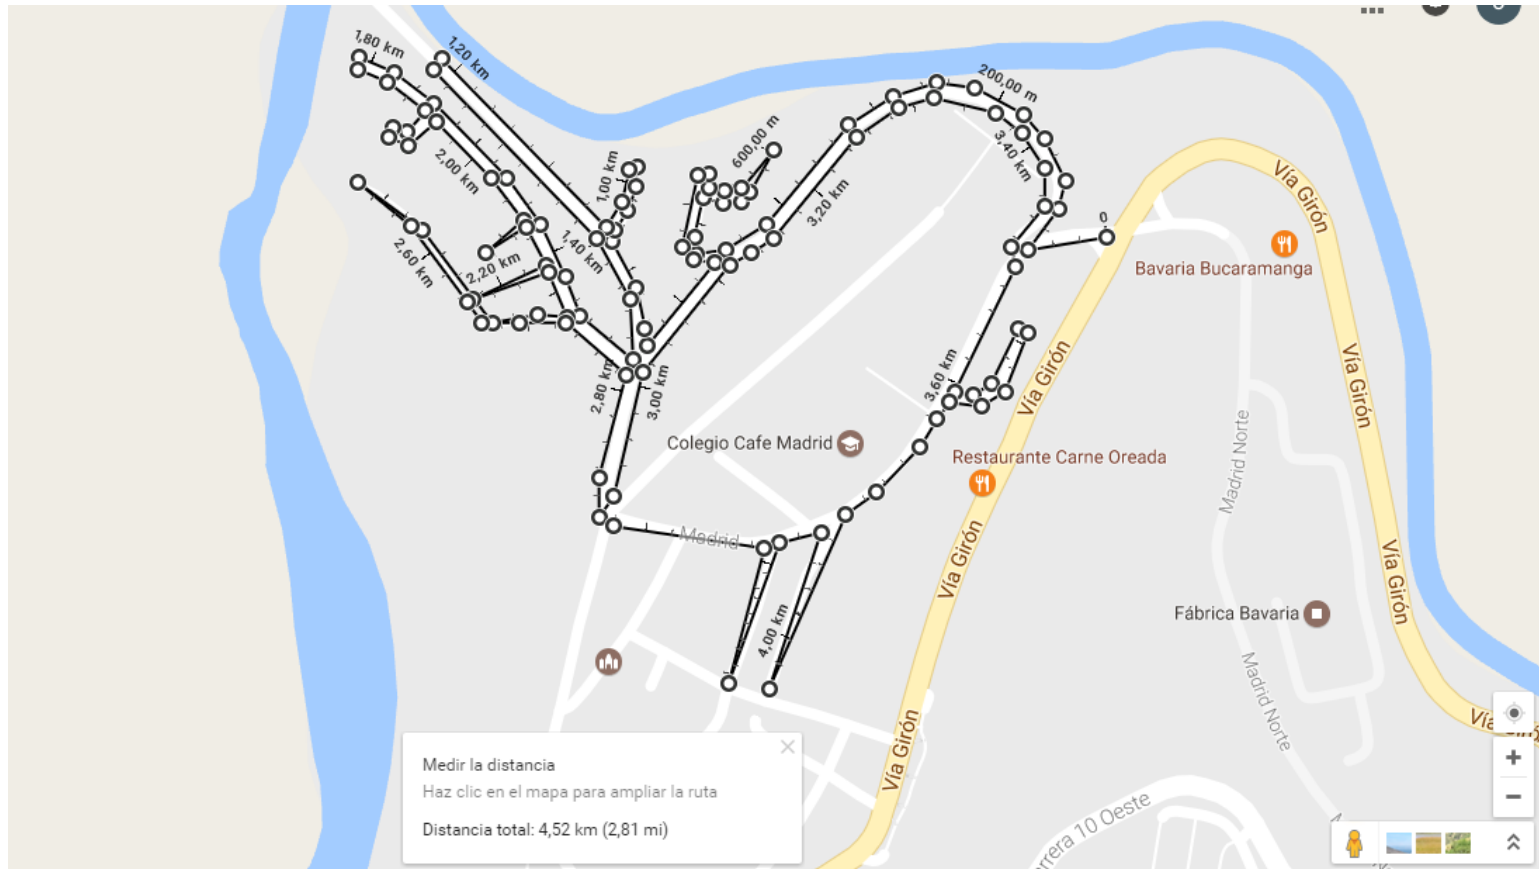 1,80 km
1,20 km
200,00 m
600,00 m
3,40 km
1,00 km
2,00 km
3,20 km
Vía Girón
0
1,40 km
2,60 km
2,20 km
Bavaria Bucaramanga
Vía Girón
Vía Girón
2,80 km
3,00 km
3,60 km
Colegio Cafe Madrid
Madrid Norte
Restaurante Carne Oreada
Madrid
Vía Girón
Vía Girón
4,00 km
Fábrica Bavaria
Madrid Norte
Vía Girón
Medir la distancia
Haz clic en el mapa para ampliar la ruta
Distancia total: 4,52 km (2,81 mi)
10 Oeste